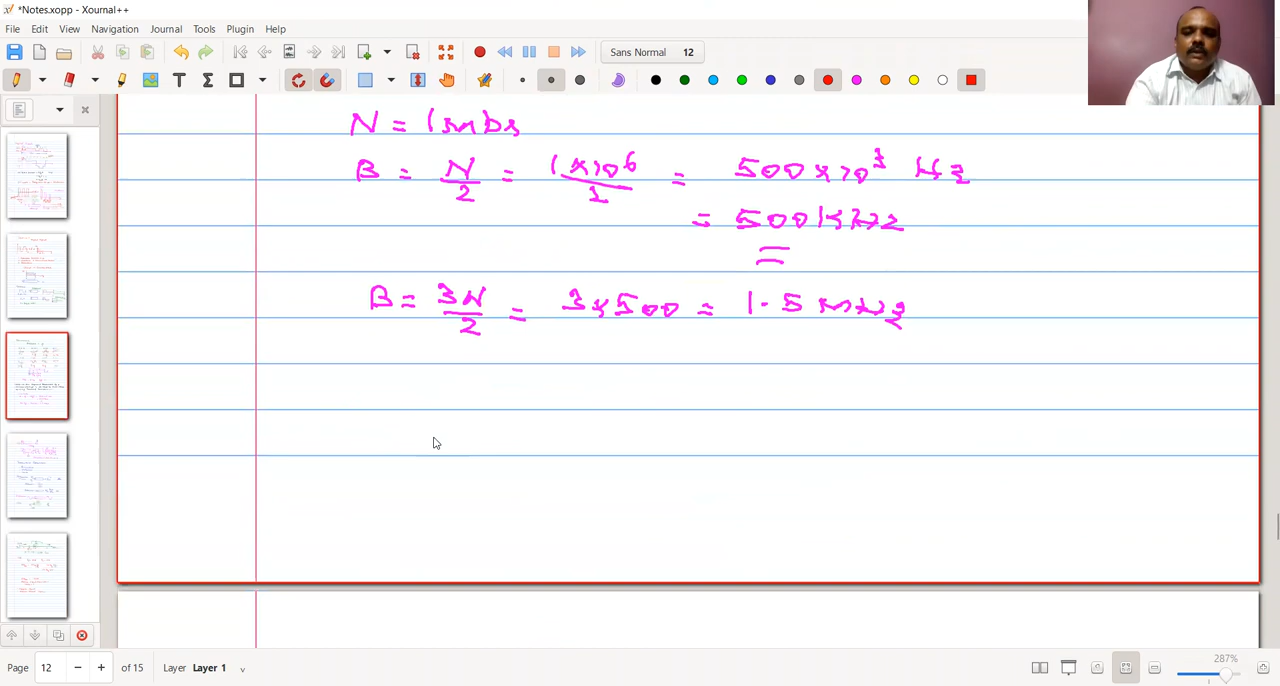 *Notes.xopp - Xournal++
File Edit View Navigation Journal Tools Plugin Help
Sans Normal 12
N = 1 mbs
B = N/2 = 1×10^6/2 = 500×10^3 Hz
= 500 KHz
B = 3N/2 = 3×500 = 1.5 MHz
Page 12 of 15 Layer Layer 1
287%